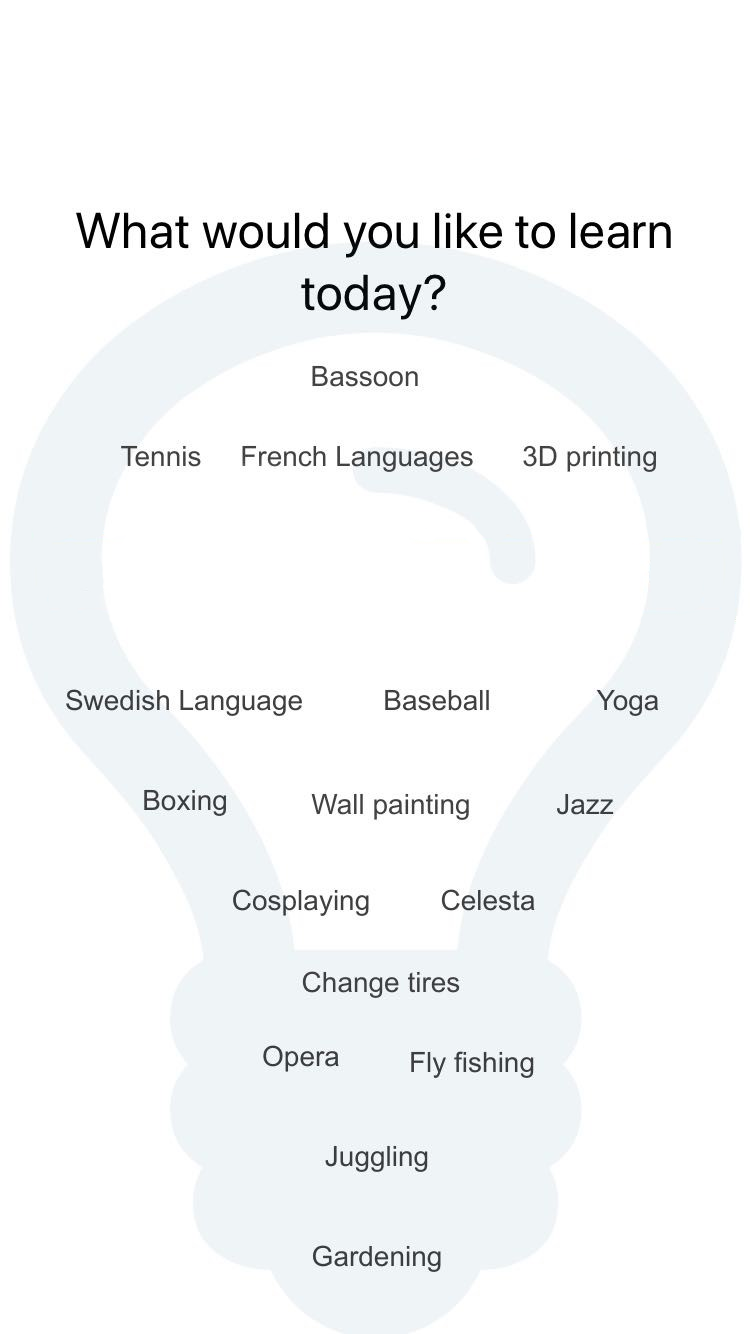 What would you like to learn
today?
Bassoon
Tennis French Languages 3D printing
Swedish Language Baseball Yoga
Boxing Wall painting Jazz
Cosplaying Celesta
Change tires
Opera Fly fishing
Juggling
Gardening